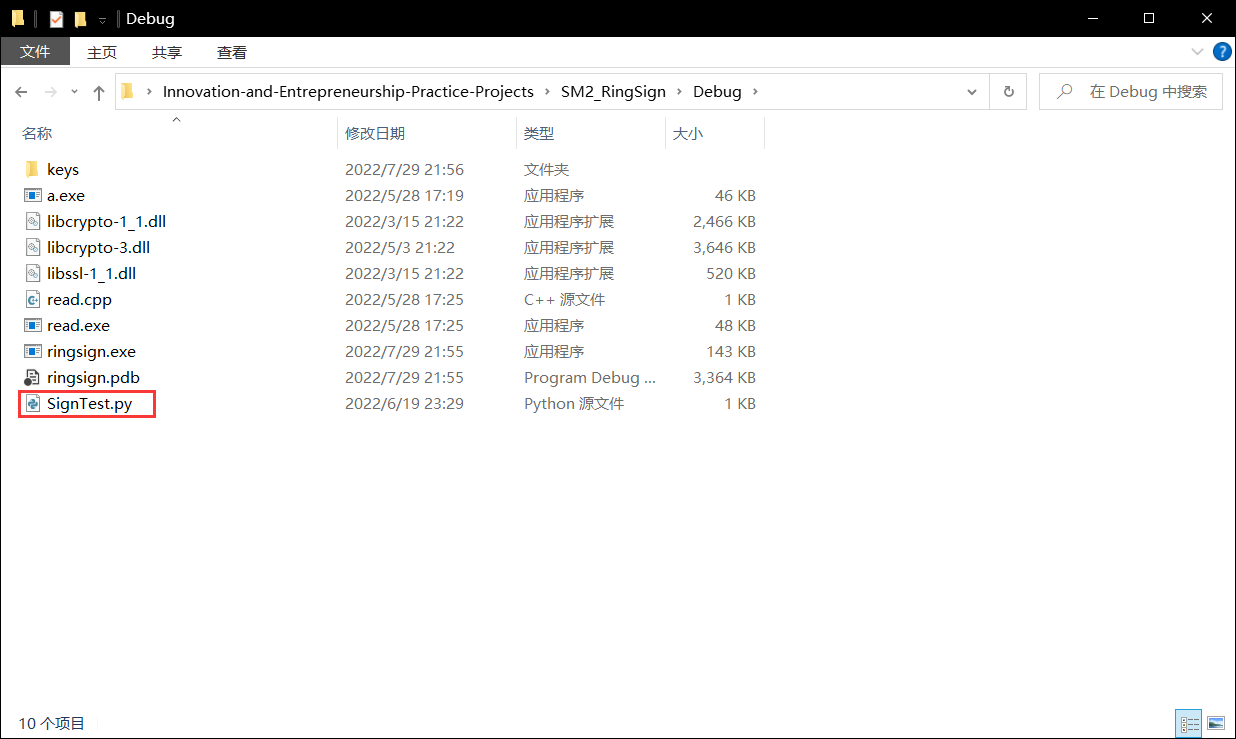 Debug
文件 主页 共享 查看
Innovation-and-Entrepreneurship-Practice-Projects › SM2_RingSign › Debug › 在 Debug 中搜索
名称 修改日期 类型 大小
keys 2022/7/29 21:56 文件夹
a.exe 2022/5/28 17:19 应用程序 46 KB
libcrypto-1_1.dll 2022/3/15 21:22 应用程序扩展 2,466 KB
libcrypto-3.dll 2022/5/3 21:22 应用程序扩展 3,646 KB
libssl-1_1.dll 2022/3/15 21:22 应用程序扩展 520 KB
read.cpp 2022/5/28 17:25 C++ 源文件 1 KB
read.exe 2022/5/28 17:25 应用程序 48 KB
ringsign.exe 2022/7/29 21:55 应用程序 143 KB
ringsign.pdb 2022/7/29 21:55 Program Debug ... 3,364 KB
SignTest.py 2022/6/19 23:29 Python 源文件 1 KB
10 个项目